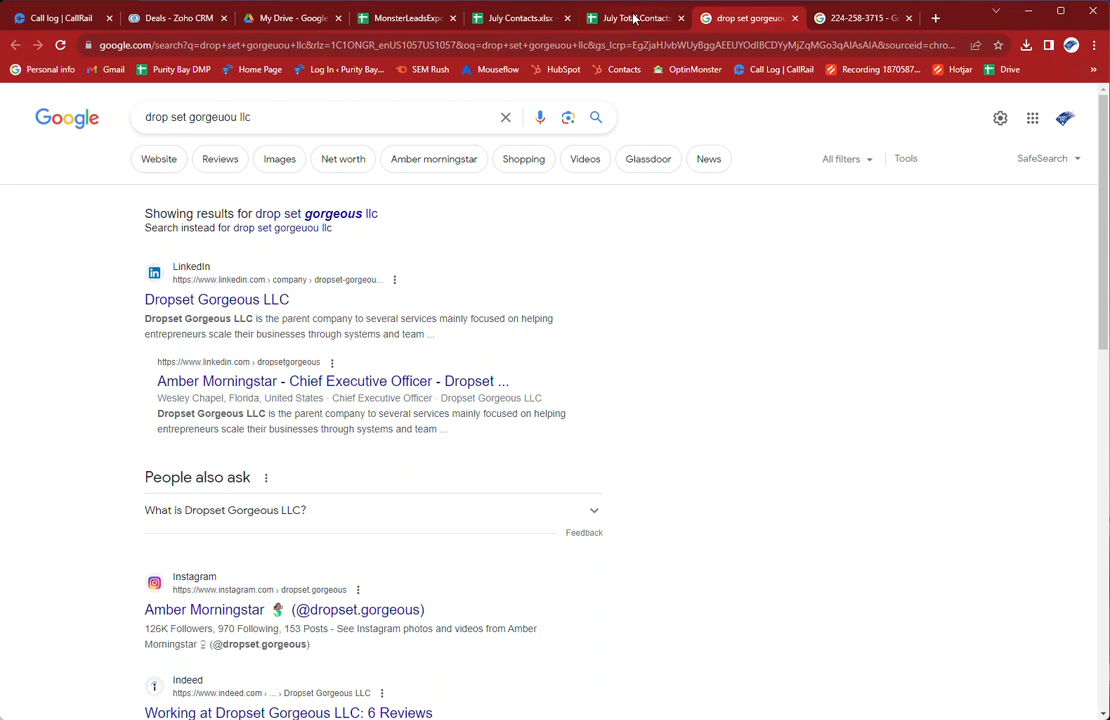 Call log | CallRail
Deals - Zoho CRM
My Drive - Google
MonsterLeadsExpo
July Contacts.xlsx -
July Total Contacts
drop set gorgeuou
224-258-3715 - Go
google.com/search?q=drop+set+gorgeuou+llc&rlz=1C1ONGR_enUS1057US1057&oq=drop+set+gorgeuou+llc&gs_lcrp=EgZjaHJvbWUyBggAEEUYOdIBCDYyMjZqMGo3qAIAsAIA&sourceid=chro...
Personal info
Gmail
Purity Bay DMP
Home Page
Log In ‹ Purity Bay...
SEM Rush
Mouseflow
HubSpot
Contacts
OptinMonster
Call Log | CallRail
Recording 1870587...
Hotjar
Drive
»
Google
drop set gorgeuou llc
Website
Reviews
Images
Net worth
Amber morningstar
Shopping
Videos
Glassdoor
News
All filters
Tools
SafeSearch
Showing results for drop set gorgeous llc
Search instead for drop set gorgeuou llc
LinkedIn
https://www.linkedin.com › company › dropset-gorgeou...
Dropset Gorgeous LLC
Dropset Gorgeous LLC is the parent company to several services mainly focused on helping
entrepreneurs scale their businesses through systems and team ...
https://www.linkedin.com › dropsetgorgeous
Amber Morningstar - Chief Executive Officer - Dropset ...
Wesley Chapel, Florida, United States · Chief Executive Officer · Dropset Gorgeous LLC
Dropset Gorgeous LLC is the parent company to several services mainly focused on helping
entrepreneurs scale their businesses through systems and team ...
People also ask
What is Dropset Gorgeous LLC?
Feedback
Instagram
https://www.instagram.com › dropset.gorgeous
Amber Morningstar (@dropset.gorgeous)
126K Followers, 970 Following, 153 Posts - See Instagram photos and videos from Amber
Morningstar (@dropset.gorgeous)
Indeed
https://www.indeed.com › ... › Dropset Gorgeous LLC
Working at Dropset Gorgeous LLC: 6 Reviews